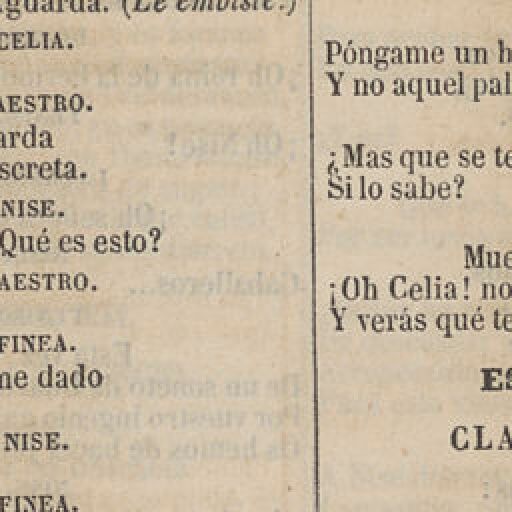 guarda. (Le embiste.)
CELIA.
AESTRO.
arda
screta.
NISE.
Qué es esto?
AESTRO.
FINEA.
me dado
NISE.
FINEA.
Póngame un h
Y no aquel pal
¿Mas que se te
Si lo sabe?
Mue
¡Oh Celia! no
Y verás qué te
ES
CLA